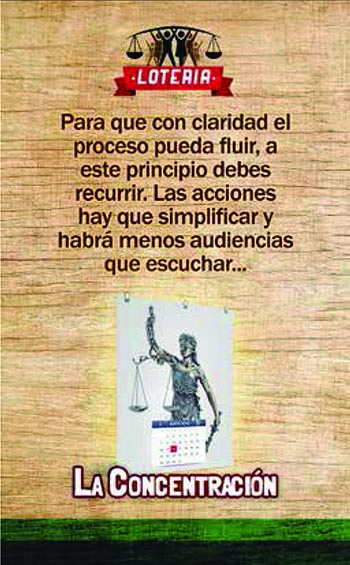 ·LOTERIA·
Para que con claridad el
proceso pueda fluir, a
este principio debes
recurrir. Las acciones
hay que simplificar y
habrá menos audiencias
que escuchar...
LA CONCENTRACIÓN